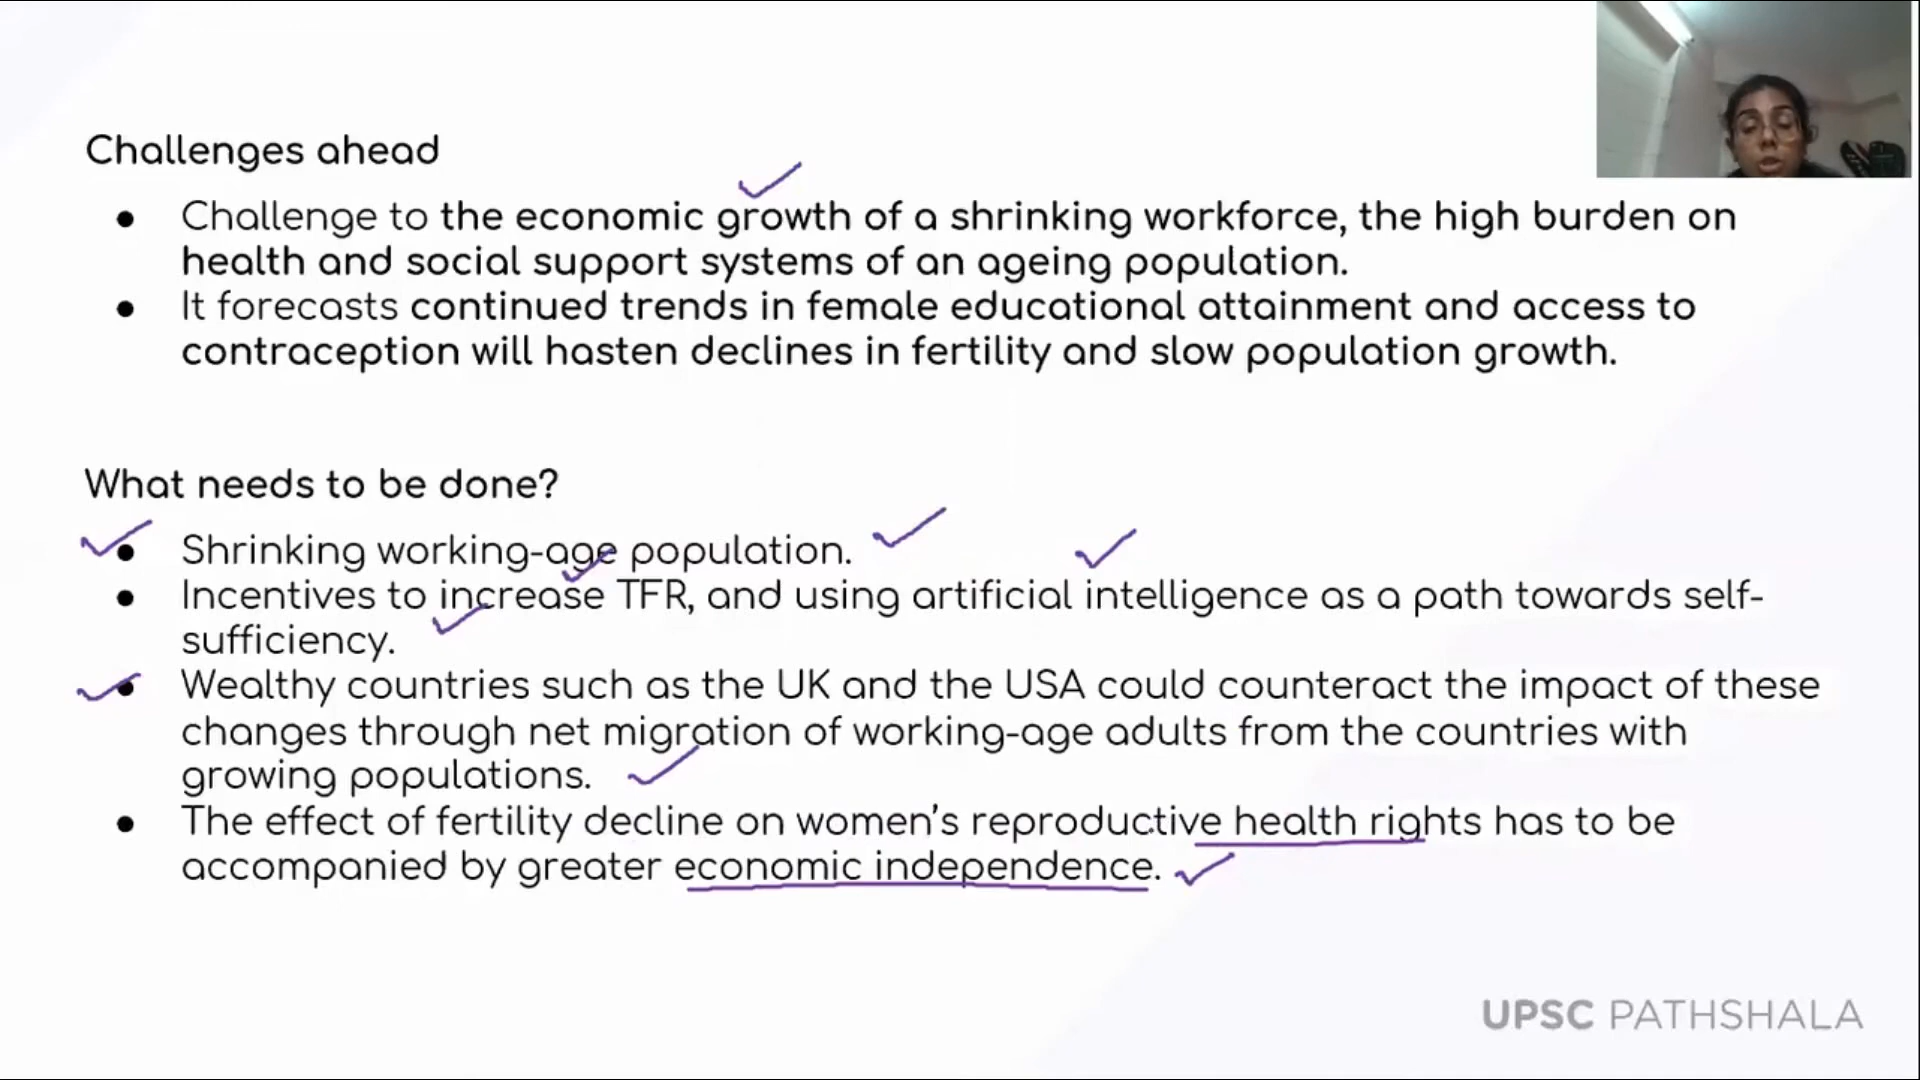 Challenges ahead
● Challenge to the economic growth of a shrinking workforce, the high burden on
health and social support systems of an ageing population.
● It forecasts continued trends in female educational attainment and access to
contraception will hasten declines in fertility and slow population growth.
What needs to be done?
● Shrinking working-age population.
● Incentives to increase TFR, and using artificial intelligence as a path towards self-
sufficiency.
● Wealthy countries such as the UK and the USA could counteract the impact of these
changes through net migration of working-age adults from the countries with
growing populations.
● The effect of fertility decline on women's reproductive health rights has to be
accompanied by greater economic independence.
UPSC PATHSHALA